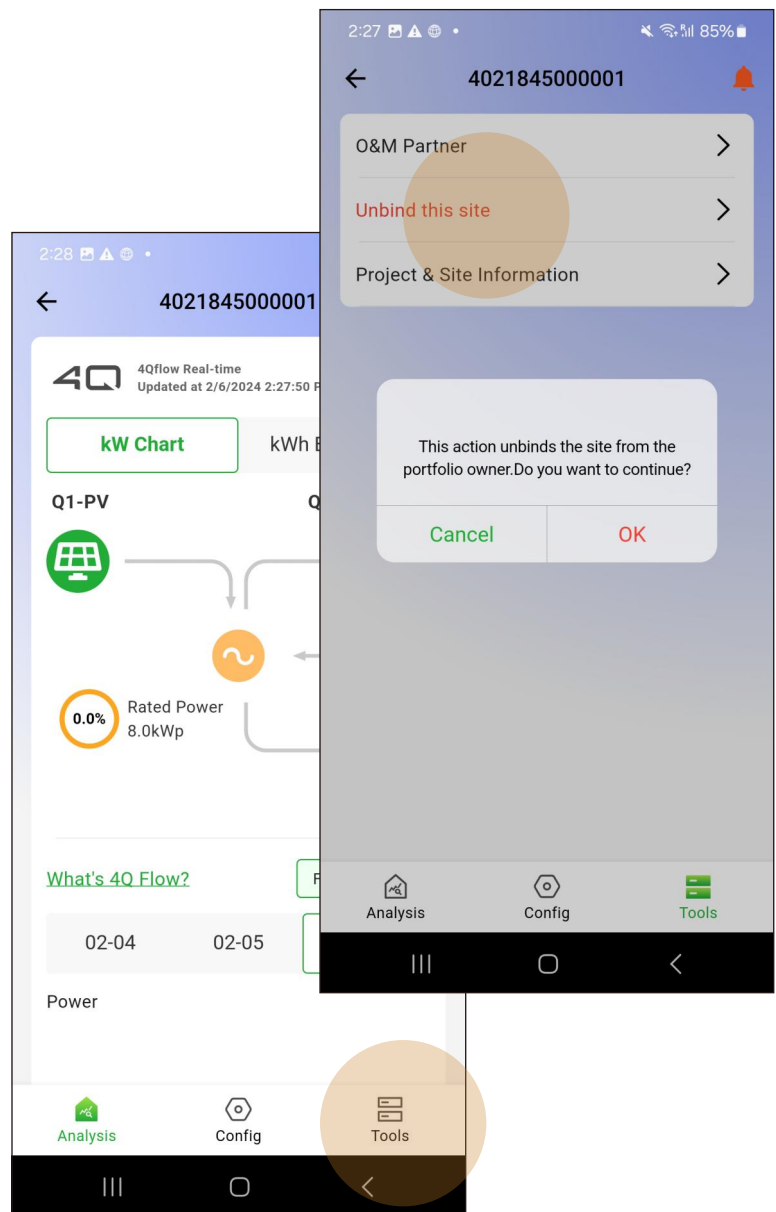 2:27
85%
4021845000001
O&M Partner
Unbind this site
Project & Site Information
This action unbinds the site from the
portfolio owner.Do you want to continue?
Cancel
OK
Analysis
Config
Tools
2:28
4021845000001
4Q
4Qflow Real-time
Updated at 2/6/2024 2:27:50 P
kW Chart
kWh
Q1-PV
Q
0.0%
Rated Power
8.0kWp
What's 4Q Flow?
02-04
02-05
Power
Analysis
Config
Tools